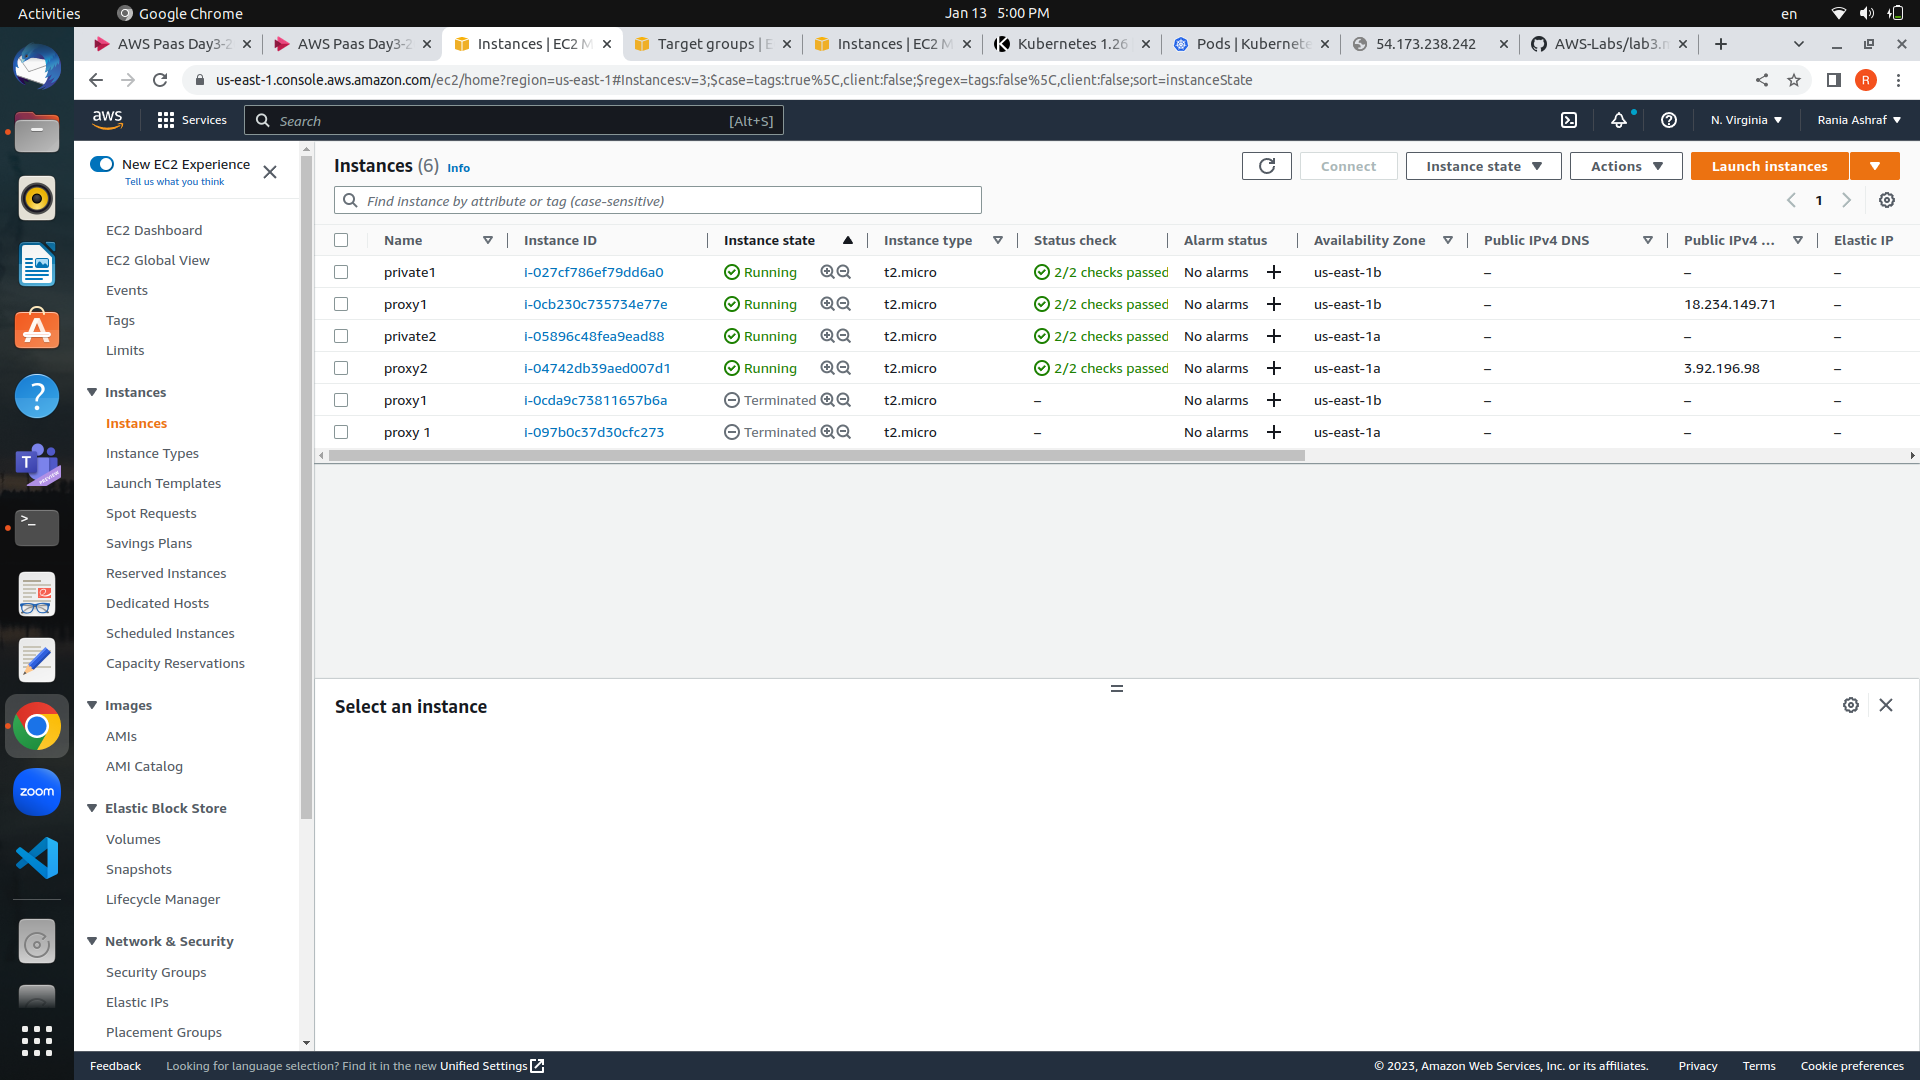 Activities Google Chrome Jan 13 5:00 PM en
AWS Paas Day3-2 AWS Paas Day3-2 Instances | EC2 M Target groups | E Instances | EC2 M Kubernetes 1.26 Pods | Kubernete 54.173.238.242 AWS-Labs/lab3.m
us-east-1.console.aws.amazon.com/ec2/home?region=us-east-1#Instances:v=3;$case=tags:true%5C,client:false;$regex=tags:false%5C,client:false;sort=instanceState R
aws Services Search [Alt+S] N. Virginia Rania Ashraf
New EC2 Experience
Tell us what you think
EC2 Dashboard
EC2 Global View
Events
Tags
Limits
Instances
Instances
Instance Types
Launch Templates
Spot Requests
Savings Plans
Reserved Instances
Dedicated Hosts
Scheduled Instances
Capacity Reservations
Images
AMIs
AMI Catalog
Elastic Block Store
Volumes
Snapshots
Lifecycle Manager
Network & Security
Security Groups
Elastic IPs
Placement Groups
Instances (6) Info Connect Instance state Actions Launch instances
Find instance by attribute or tag (case-sensitive) 1
Name Instance ID Instance state Instance type Status check Alarm status Availability Zone Public IPv4 DNS Public IPv4 ... Elastic IP
private1 i-027cf786ef79dd6a0 Running t2.micro 2/2 checks passed No alarms us-east-1b – – –
proxy1 i-0cb230c735734e77e Running t2.micro 2/2 checks passed No alarms us-east-1b – 18.234.149.71 –
private2 i-05896c48fea9ead88 Running t2.micro 2/2 checks passed No alarms us-east-1a – – –
proxy2 i-04742db39aed007d1 Running t2.micro 2/2 checks passed No alarms us-east-1a – 3.92.196.98 –
proxy1 i-0cda9c73811657b6a Terminated t2.micro – No alarms us-east-1b – – –
proxy 1 i-097b0c37d30cfc273 Terminated t2.micro – No alarms us-east-1a – – –
Select an instance
zoom
Feedback Looking for language selection? Find it in the new Unified Settings © 2023, Amazon Web Services, Inc. or its affiliates. Privacy Terms Cookie preferences